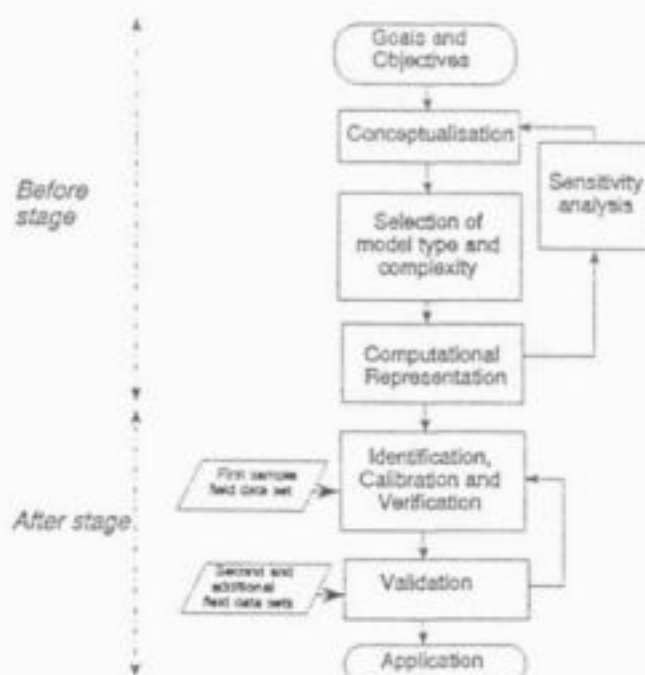 Goals and
Objectives
Conceptualisation
Sensitivity
analysis
Before
stage
Selection of
model type and
complexity
Computational
Representation
Identification,
Calibration and
Verification
First sample
field data set
After stage
Second and
additional
field data sets
Validation
Application